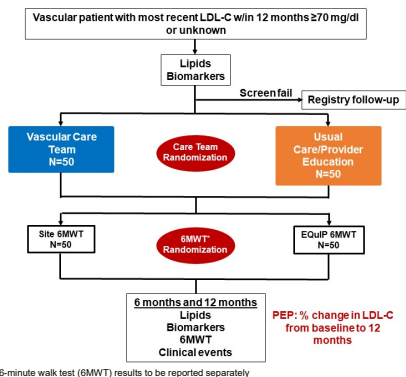 Vascular patient with most recent LDL-C w/in 12 months ≥70 mg/dl
or unknown
Lipids
Biomarkers
Screen fail
Registry follow-up
Vascular Care
Team
N=50
Care Team
Randomization
Usual
Care/Provider
Education
N=50
Site 6MWT
N=50
6MWT*
Randomization
EQuIP 6MWT
N=50
6 months and 12 months
Lipids
Biomarkers
6MWT
Clinical events
PEP: % change in LDL-C
from baseline to 12
months
6-minute walk test (6MWT) results to be reported separately